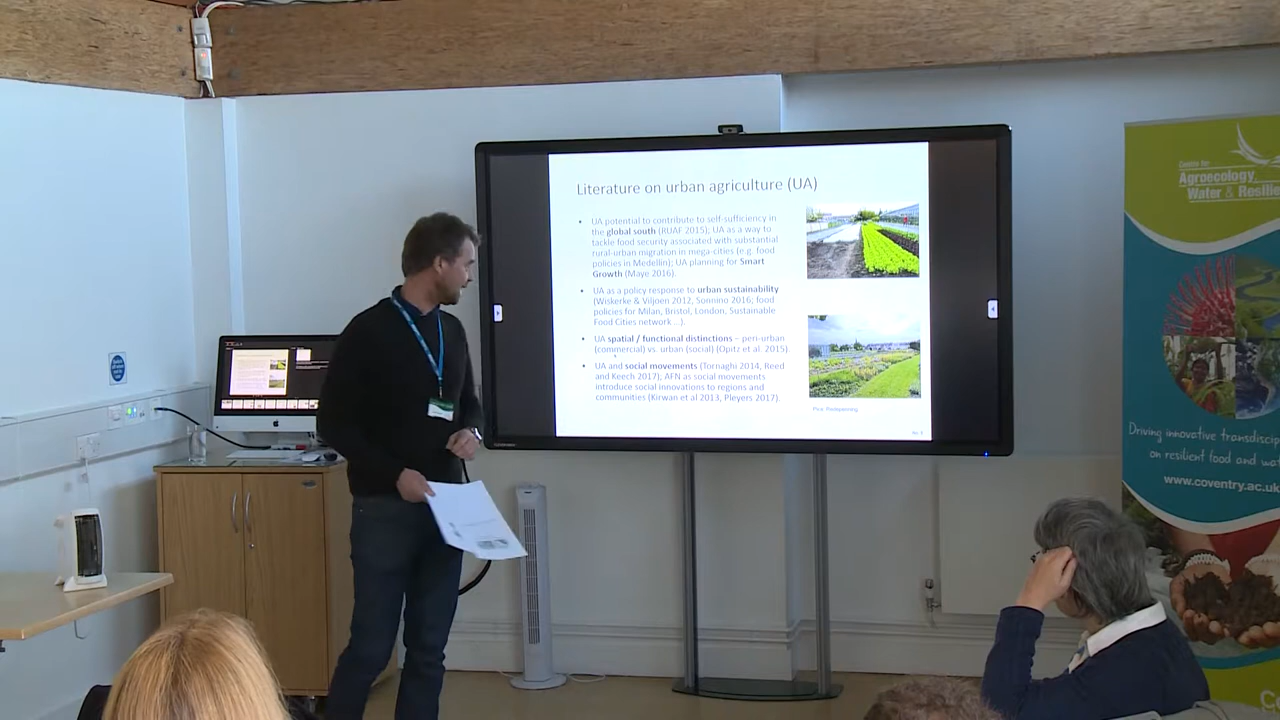 Literature on urban agriculture (UA)
• UA potential to contribute to self-sufficiency in
the global south (RUAF 2015); UA as a way to
tackle food security associated with substantial
rural-urban migration in mega-cities (e.g. food
policies in Medellin); UA planning for Smart
Growth (Maye 2016).
• UA as a policy response to urban sustainability
(Wiskerke & Viljoen 2012, Sonnino 2016; food
policies for Milan, Bristol, London, Sustainable
Food Cities network ...).
• UA spatial / functional distinctions – peri-urban
(commercial) vs. urban (social) (Opitz et al. 2015).
• UA and social movements (Tornaghi 2014, Reed
and Keech 2017); AFN as social movements
introduce social innovations to regions and
communities (Kirwan et al 2013, Pleyers 2017).
Centre for
Agroecology
Water & Resilie
Driving innovative transdiscip
on resilient food and wat
www.coventry.ac.uk